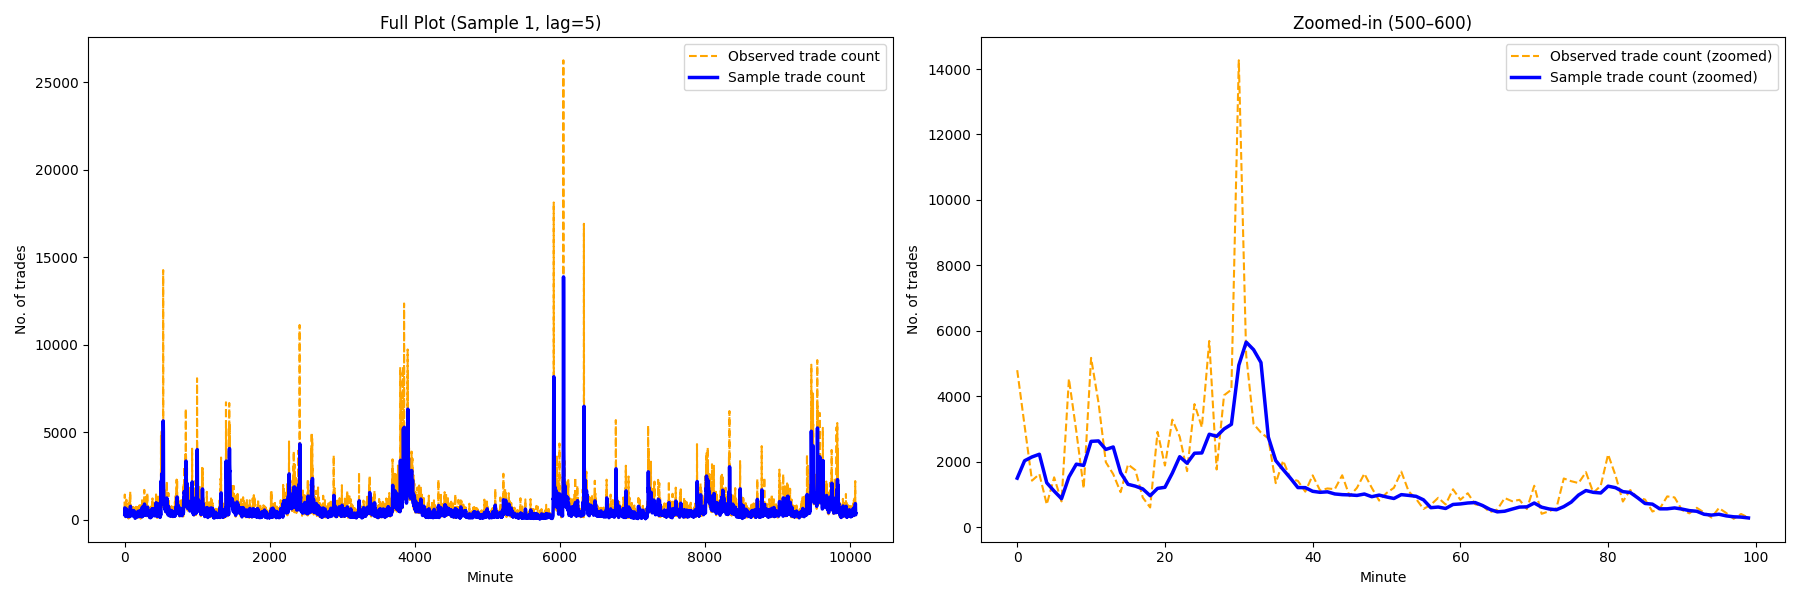 Full Plot (Sample 1, lag=5)
Observed trade count
Sample trade count
No. of trades
25000
20000
15000
10000
5000
0
0 2000 4000 6000 8000 10000
Minute
Zoomed-in (500–600)
Observed trade count (zoomed)
Sample trade count (zoomed)
No. of trades
14000
12000
10000
8000
6000
4000
2000
0
0 20 40 60 80 100
Minute